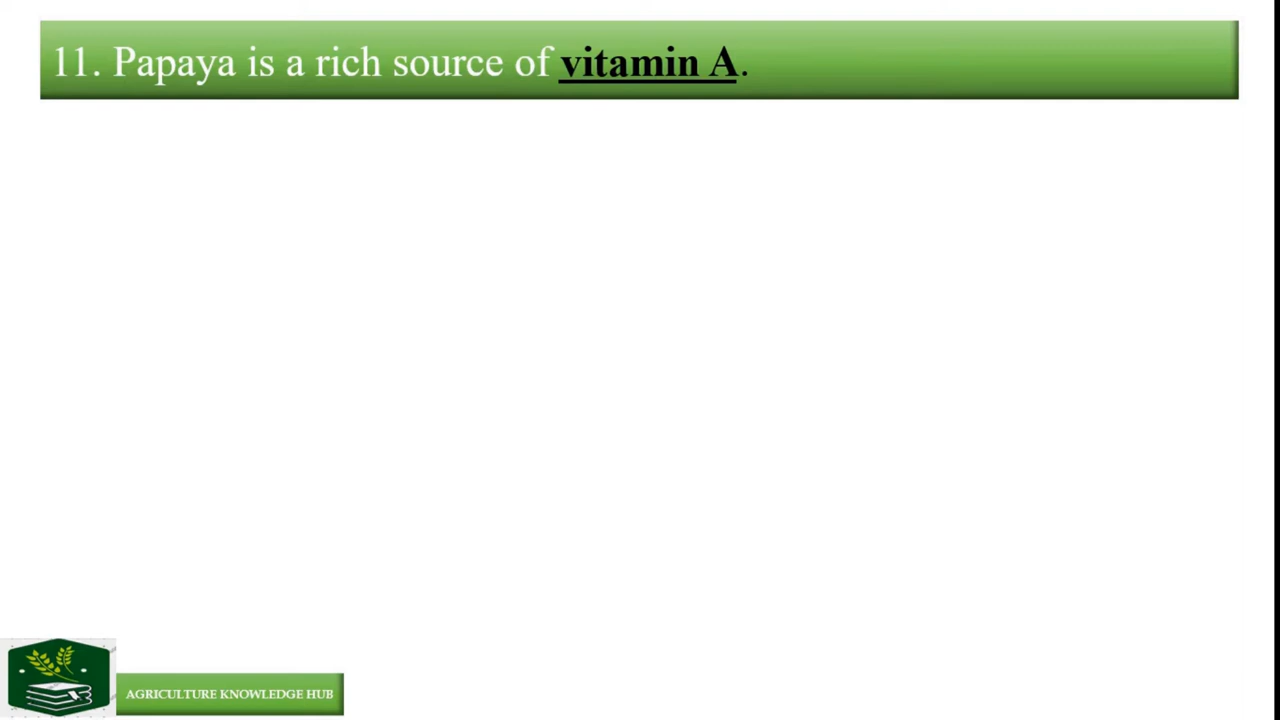 11. Papaya is a rich source of vitamin A.
AGRICULTURE KNOWLEDGE HUB